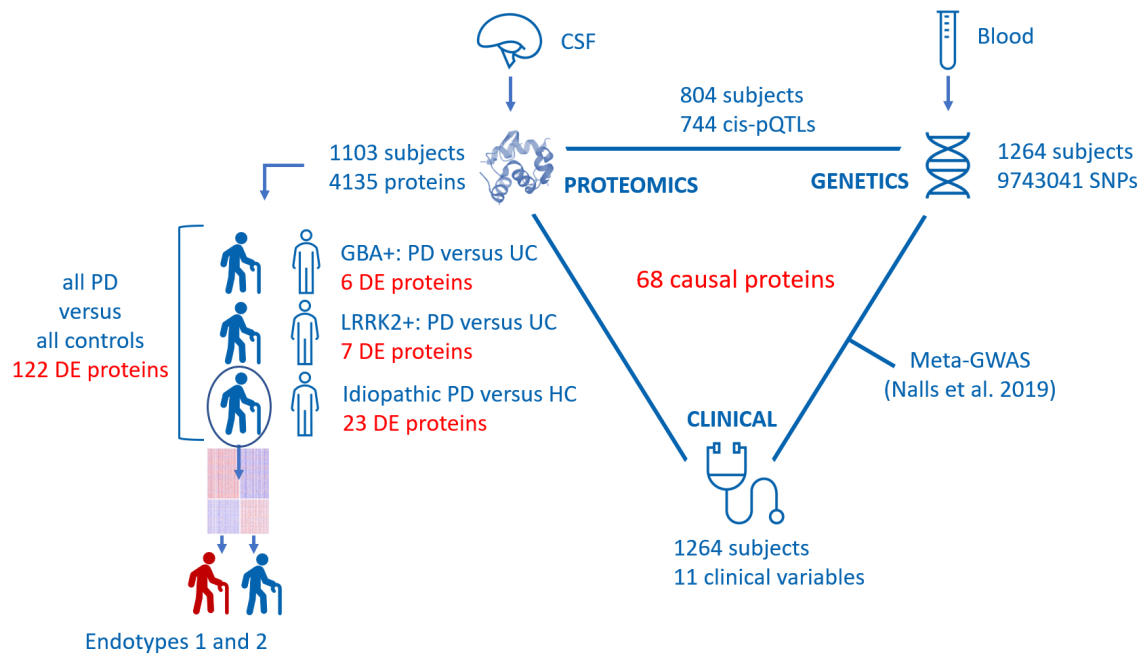 CSF
Blood
804 subjects
744 cis-pQTLs
1103 subjects
4135 proteins
PROTEOMICS
GENETICS
1264 subjects
9743041 SNPs
all PD
versus
all controls
122 DE proteins
GBA+: PD versus UC
6 DE proteins
LRRK2+: PD versus UC
7 DE proteins
Idiopathic PD versus HC
23 DE proteins
68 causal proteins
Meta-GWAS
(Nalls et al. 2019)
CLINICAL
1264 subjects
11 clinical variables
Endotypes 1 and 2